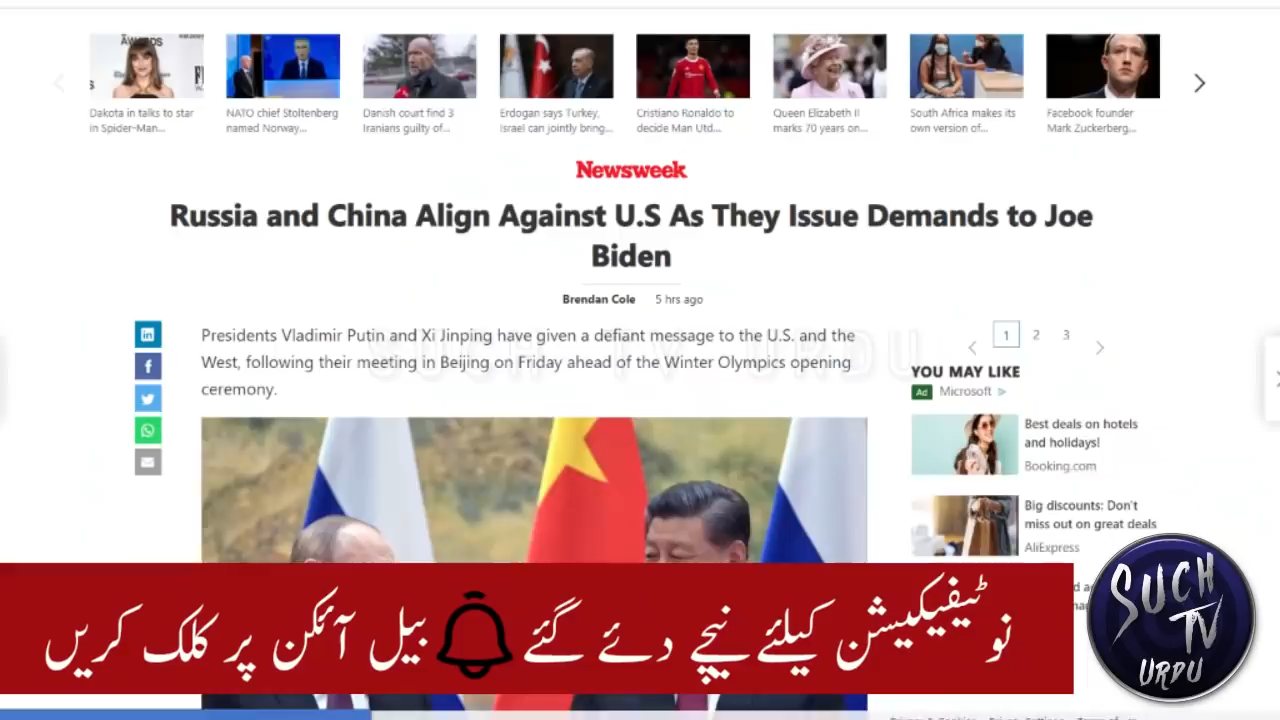 AWARDS
Dakota in talks to star
in Spider-Man...
NATO chief Stoltenberg
named Norway...
Danish court find 3
Iranians guilty of...
Erdogan says Turkey,
Israel can jointly bring...
Cristiano Ronaldo to
decide Man Utd...
Queen Elizabeth II
marks 70 years on...
South Africa makes its
own version of...
Facebook founder
Mark Zuckerberg...
Newsweek
Russia and China Align Against U.S As They Issue Demands to Joe
Biden
Brendan Cole 5 hrs ago
Presidents Vladimir Putin and Xi Jinping have given a defiant message to the U.S. and the
West, following their meeting in Beijing on Friday ahead of the Winter Olympics opening
ceremony.
SUCH TV URDU
1 2 3
YOU MAY LIKE
Ad Microsoft
Best deals on hotels
and holidays!
Booking.com
Big discounts: Don't
miss out on great deals
AliExpress
نوٹیفیکیشن کیلئے نیچے دئے گئے بیل آئکن پر کلک کریں
SUCH
TV
URDU